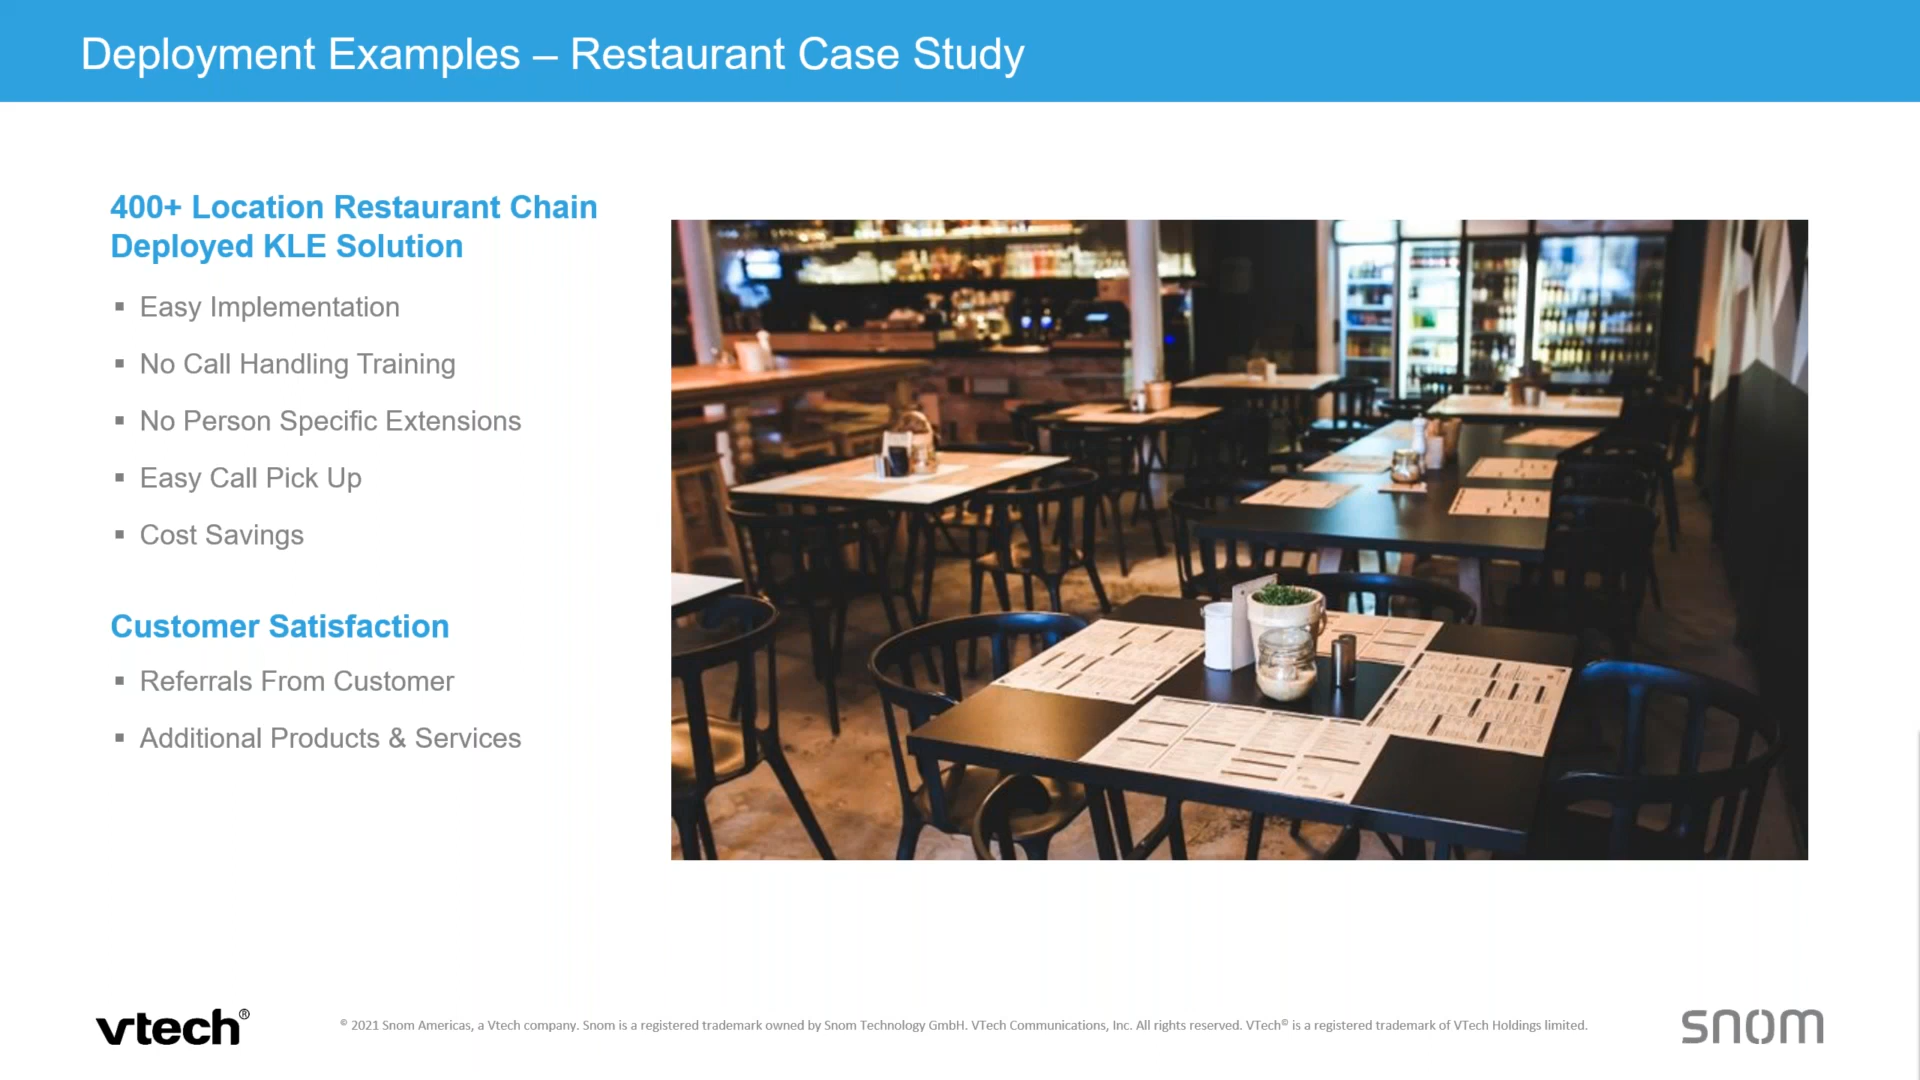 Deployment Examples – Restaurant Case Study
400+ Location Restaurant Chain
Deployed KLE Solution
▪ Easy Implementation
▪ No Call Handling Training
▪ No Person Specific Extensions
▪ Easy Call Pick Up
▪ Cost Savings
Customer Satisfaction
▪ Referrals From Customer
▪ Additional Products & Services
vtech®
© 2021 Snom Americas, a Vtech company. Snom is a registered trademark owned by Snom Technology GmbH. VTech Communications, Inc. All rights reserved. VTech® is a registered trademark of VTech Holdings limited.
snom